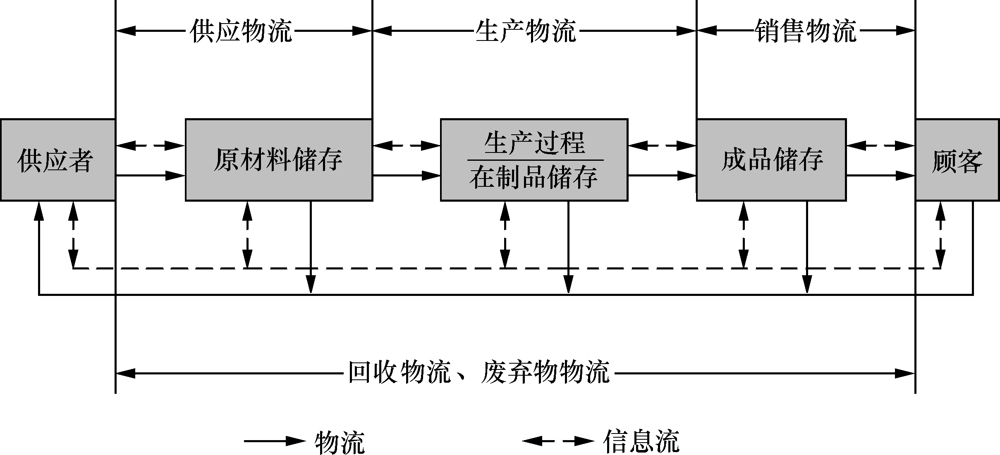 供应物流
生产物流
销售物流
供应者
原材料储存
生产过程
在制品储存
成品储存
顾客
回收物流、废弃物物流
物流
信息流